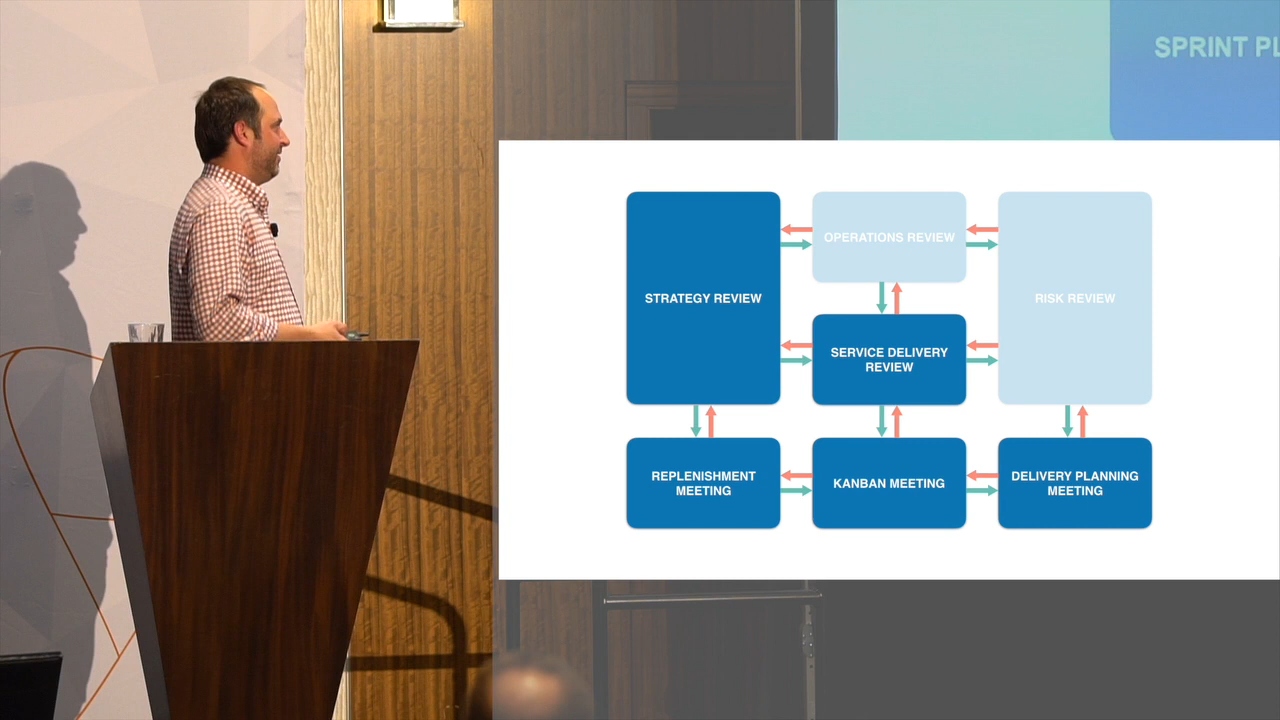 SPRINT PL
OPERATIONS REVIEW
STRATEGY REVIEW
RISK REVIEW
SERVICE DELIVERY
REVIEW
REPLENISHMENT
MEETING
KANBAN MEETING
DELIVERY PLANNING
MEETING